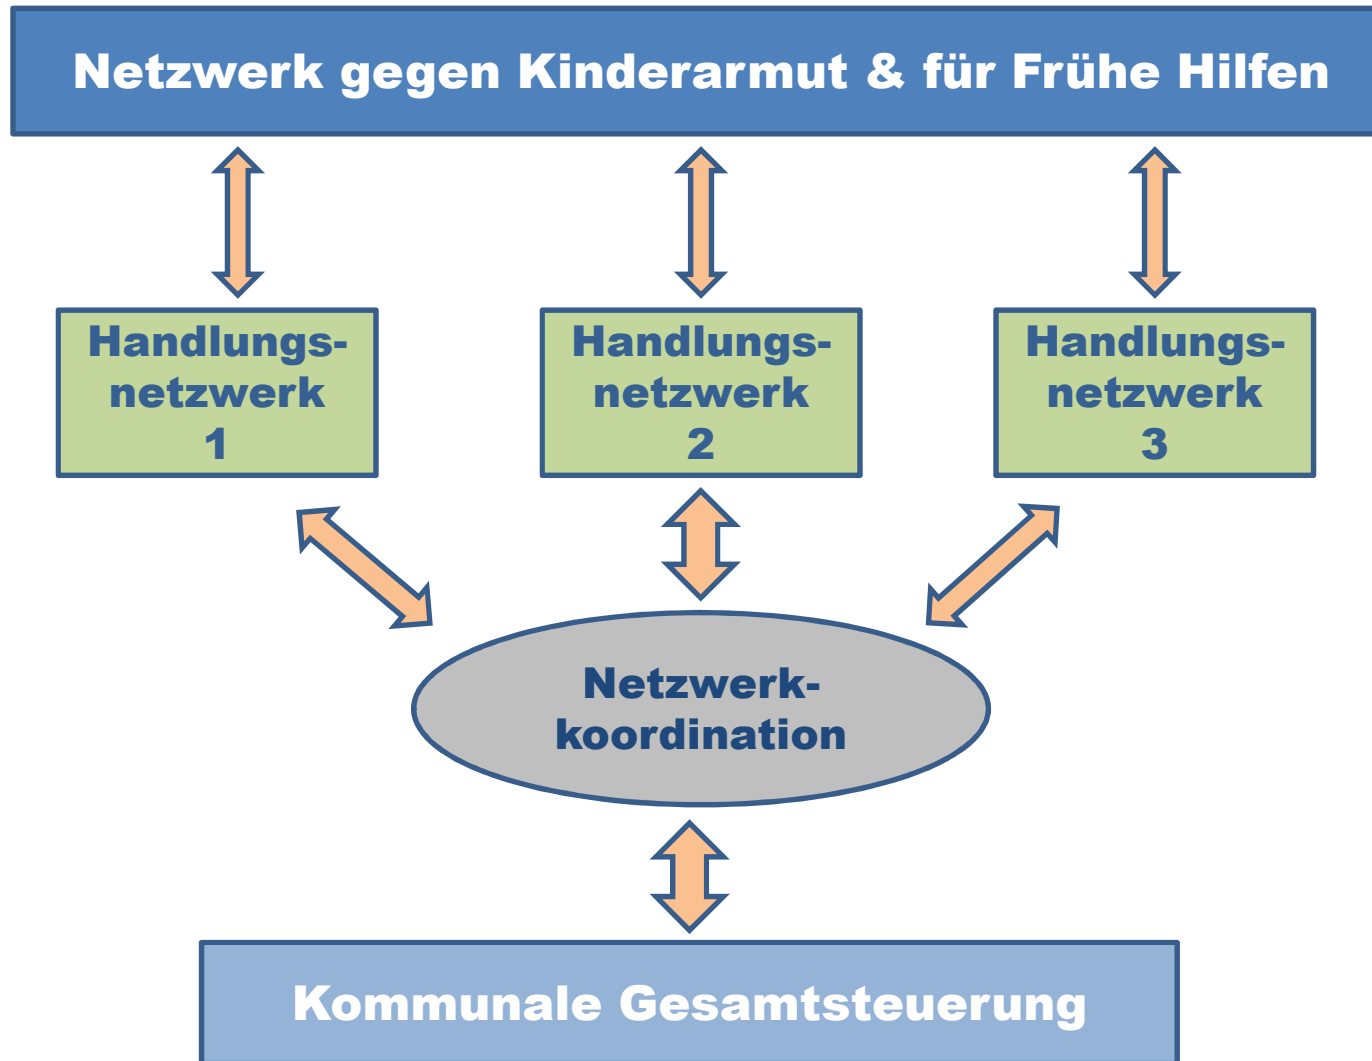 Netzwerk gegen Kinderarmut & für Frühe Hilfen
Handlungs-
netzwerk
1
Handlungs-
netzwerk
2
Handlungs-
netzwerk
3
Netzwerk-
koordination
Kommunale Gesamtsteuerung